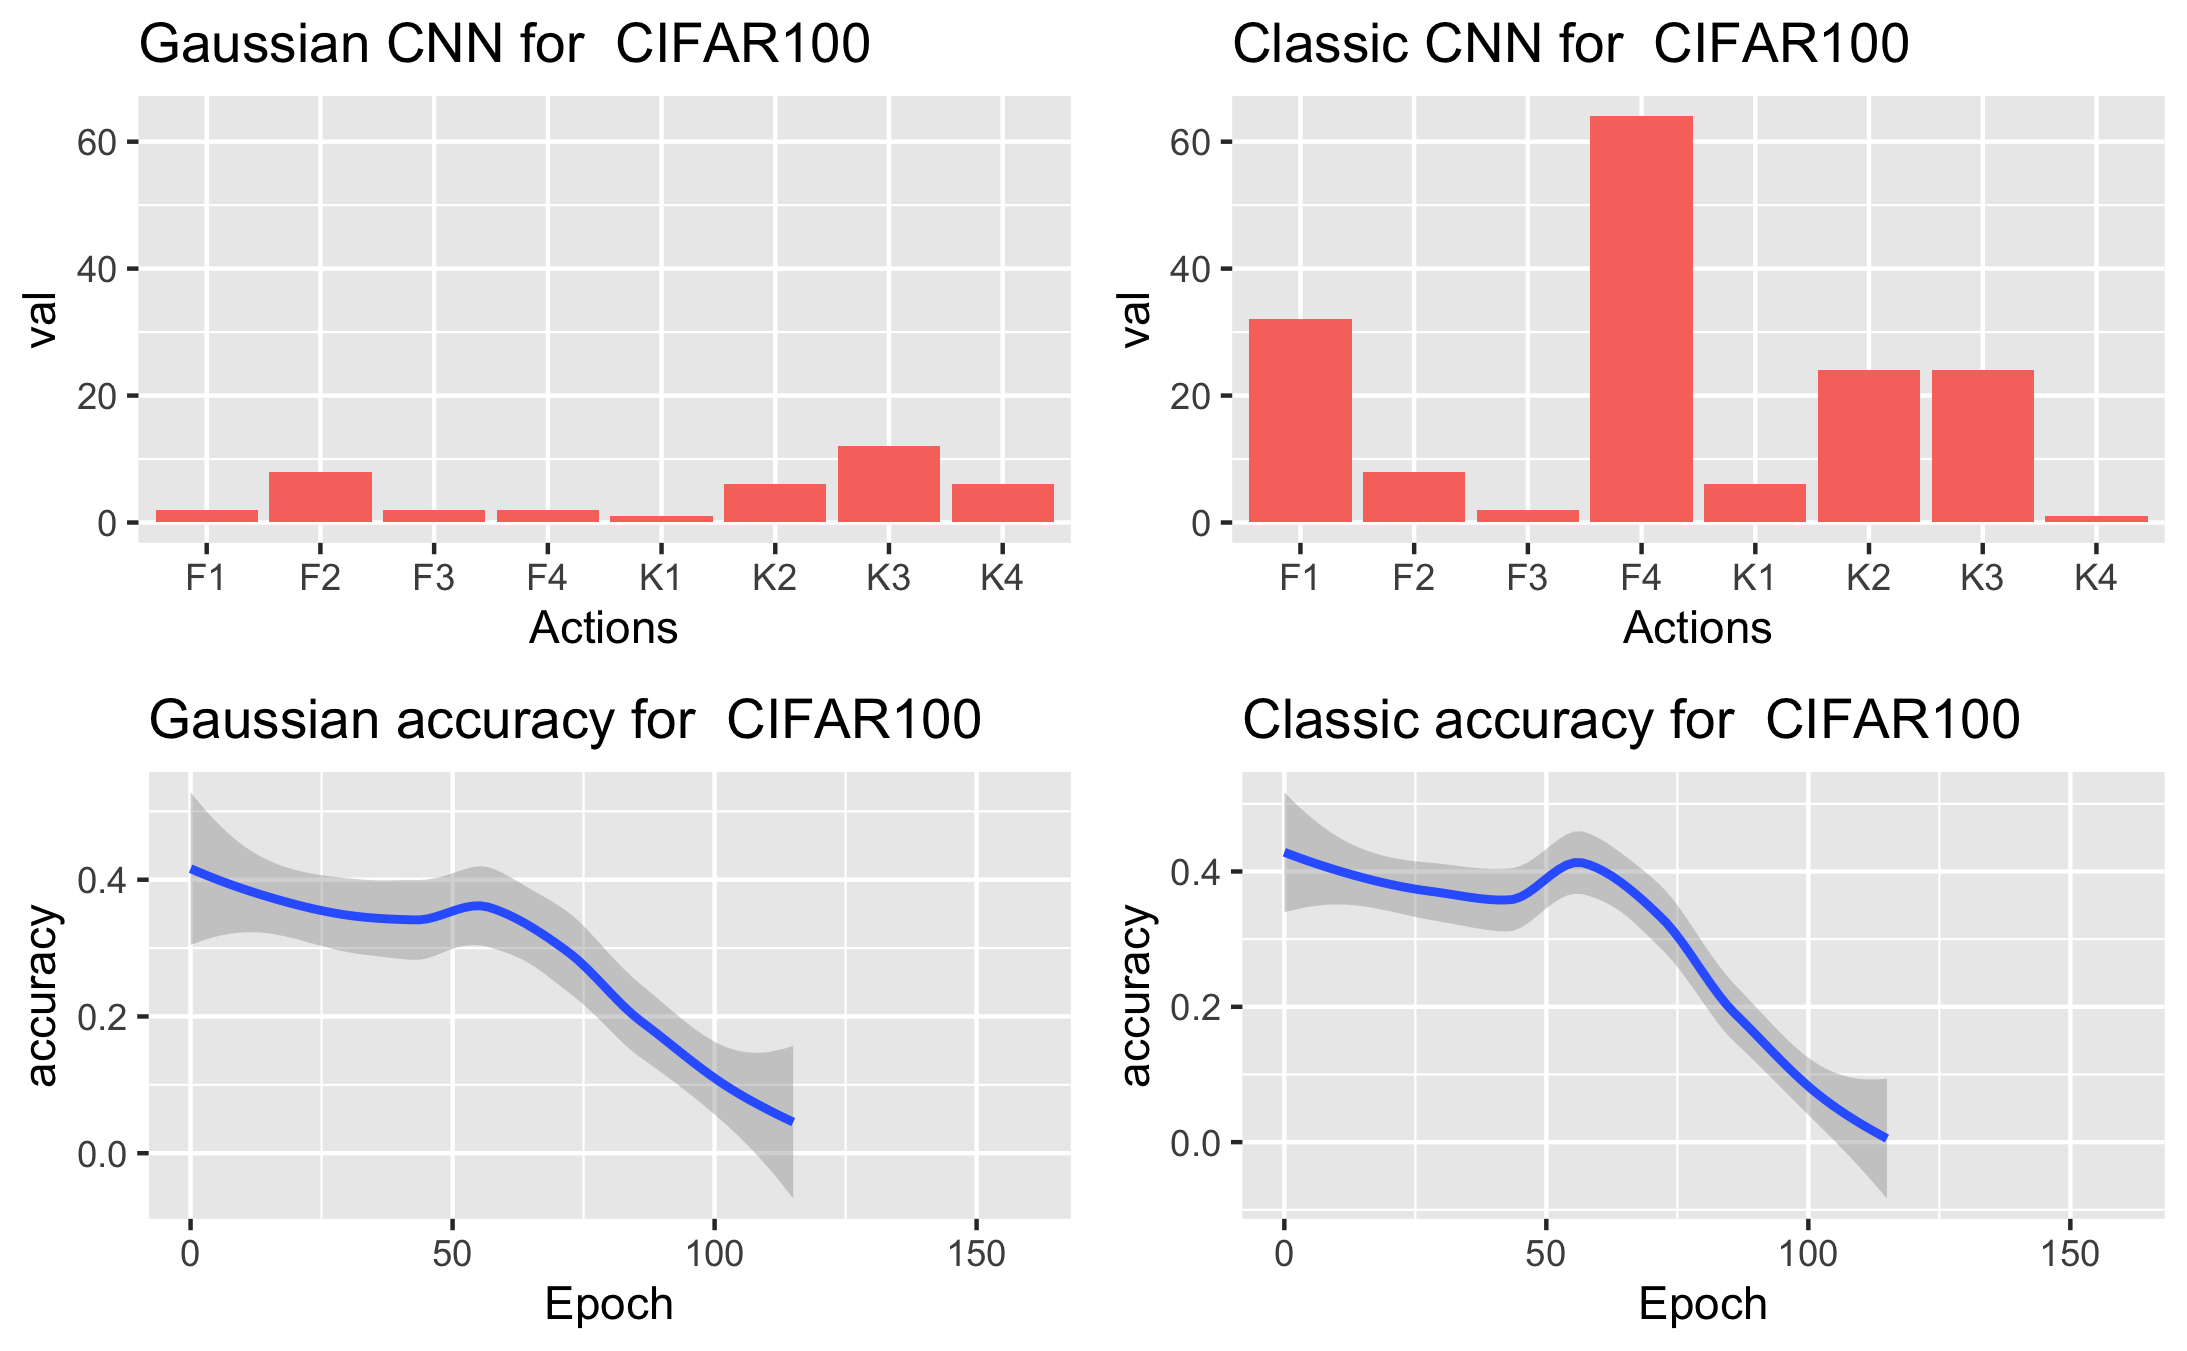 Gaussian CNN for  CIFAR100
60
40
20
0
val
F1 F2 F3 F4 K1 K2 K3 K4
Actions
Classic CNN for  CIFAR100
60
40
20
0
val
F1 F2 F3 F4 K1 K2 K3 K4
Actions
Gaussian accuracy for  CIFAR100
0.4
0.2
0.0
accuracy
0 50 100 150
Epoch
Classic accuracy for  CIFAR100
0.4
0.2
0.0
accuracy
0 50 100 150
Epoch